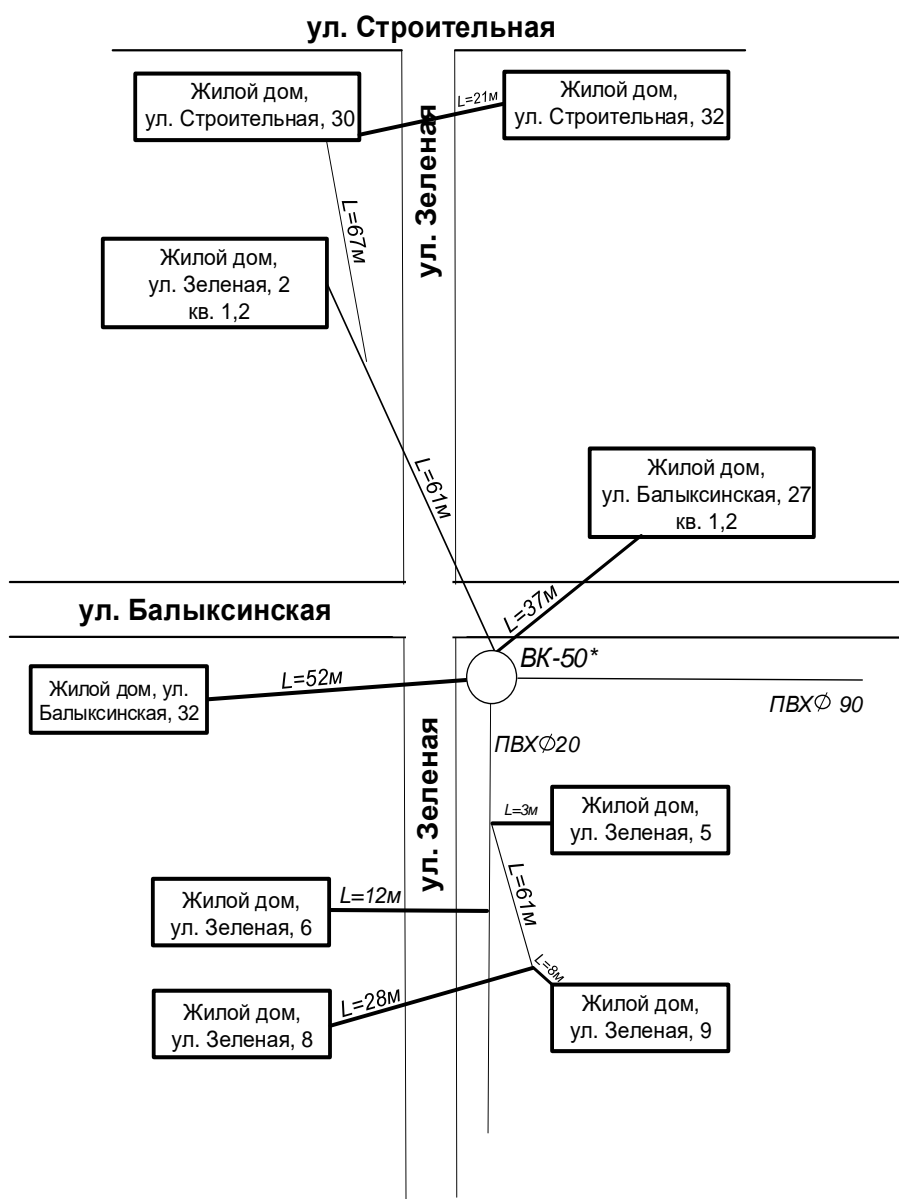 ул. Строительная
Жилой дом,
ул. Строительная, 30
L=21м
Жилой дом,
ул. Строительная, 32
ул. Зеленая
L=67м
Жилой дом,
ул. Зеленая, 2
кв. 1,2
L=61м
Жилой дом,
ул. Балыксинская, 27
кв. 1,2
ул. Балыксинская
L=37м
ВК-50*
L=52м
Жилой дом, ул.
Балыксинская, 32
ПВХ∅ 90
ПВХ∅20
ул. Зеленая
L=3м
Жилой дом,
ул. Зеленая, 5
L=61м
L=12м
Жилой дом,
ул. Зеленая, 6
L=8м
L=28м
Жилой дом,
ул. Зеленая, 8
Жилой дом,
ул. Зеленая, 9